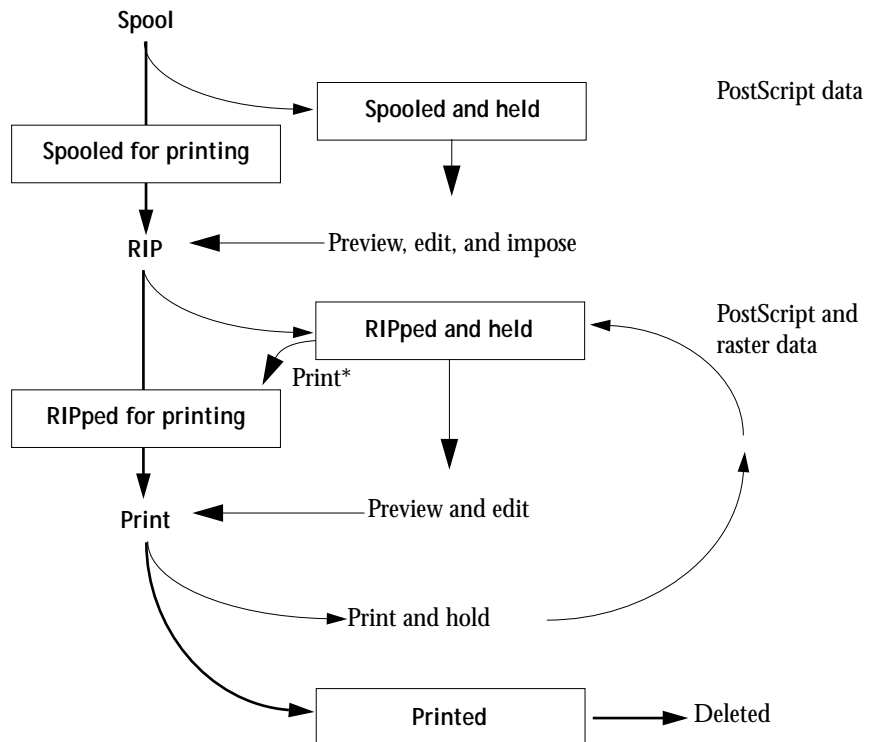 Spool
PostScript data
Spooled and held
Spooled for printing
RIP
Preview, edit, and impose
PostScript and
raster data
RIPped and held
Print*
RIPped for printing
Preview and edit
Print
Print and hold
Printed
Deleted